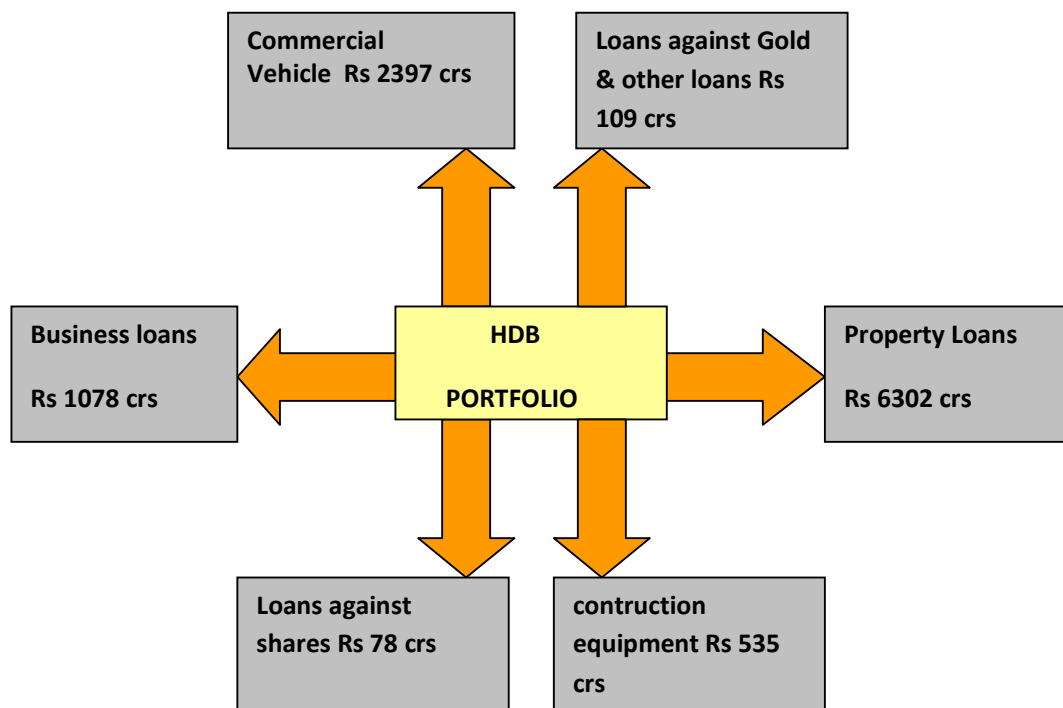 Commercial
Vehicle Rs 2397 crs
Loans against Gold
& other loans Rs
109 crs
Business loans
Rs 1078 crs
HDB
PORTFOLIO
Property Loans
Rs 6302 crs
Loans against
shares Rs 78 crs
contruction
equipment Rs 535
crs